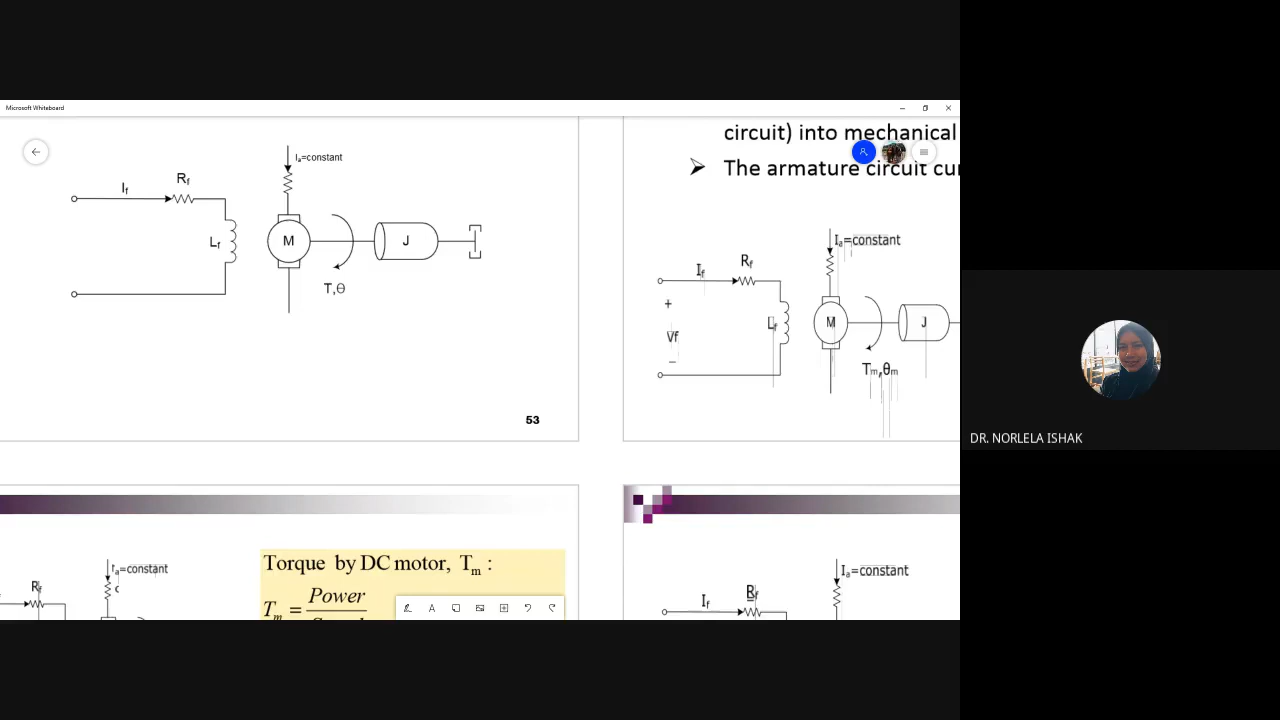 Microsoft Whiteboard
Ia=constant
If
Rf
Lf
M
J
T,θ
53
circuit) into mechanical
➢ The armature circuit cur
Ia=constant
If
Rf
+
Vf
−
Lf
M
J
Tm,θm
Ia=constant
Rf
Torque by DC motor, Tm :
Tm = Power
Ia=constant
If
Rf
DR. NORLELA ISHAK